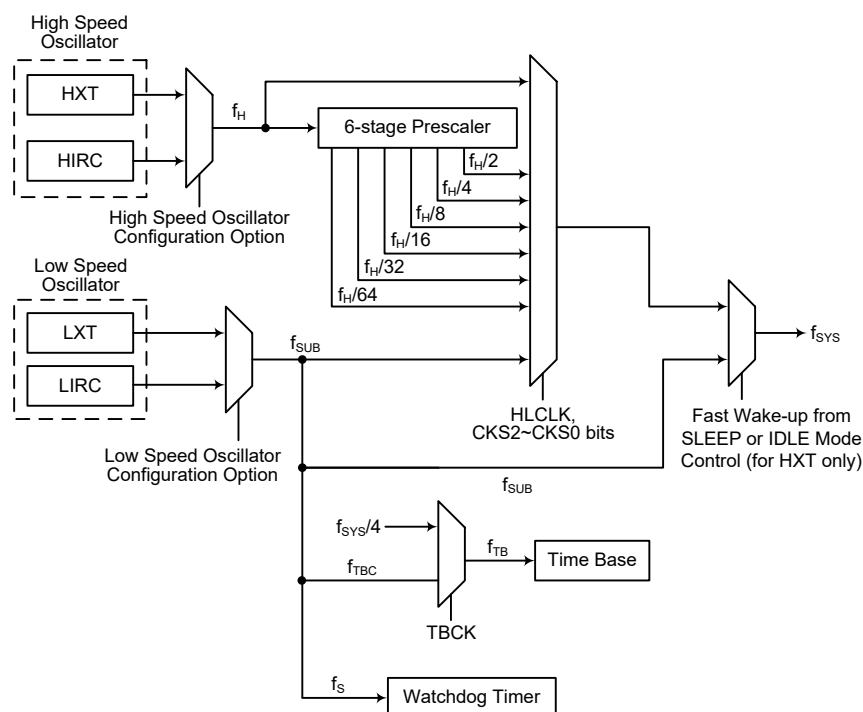 High Speed
Oscillator
HXT
HIRC
fH
6-stage Prescaler
fH/2
fH/4
fH/8
fH/16
fH/32
fH/64
High Speed Oscillator
Configuration Option
Low Speed
Oscillator
LXT
LIRC
fSUB
fSYS
HLCLK,
CKS2~CKS0 bits
Fast Wake-up from
SLEEP or IDLE Mode
Control (for HXT only)
Low Speed Oscillator
Configuration Option
fSUB
fSYS/4
fTBC
fTB
Time Base
TBCK
fS
Watchdog Timer